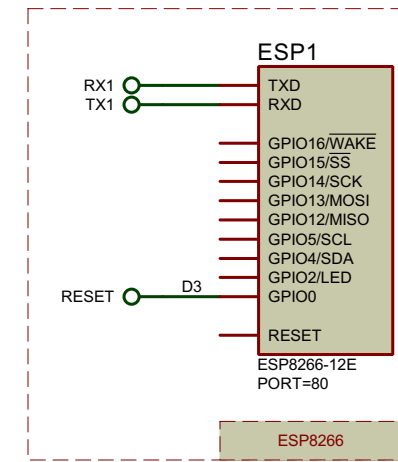 ESP1
RX1 TXD
TX1 RXD
GPIO16/WAKE
GPIO15/SS
GPIO14/SCK
GPIO13/MOSI
GPIO12/MISO
GPIO5/SCL
GPIO4/SDA
GPIO2/LED
RESET D3 GPIO0
RESET
ESP8266-12E
PORT=80
ESP8266